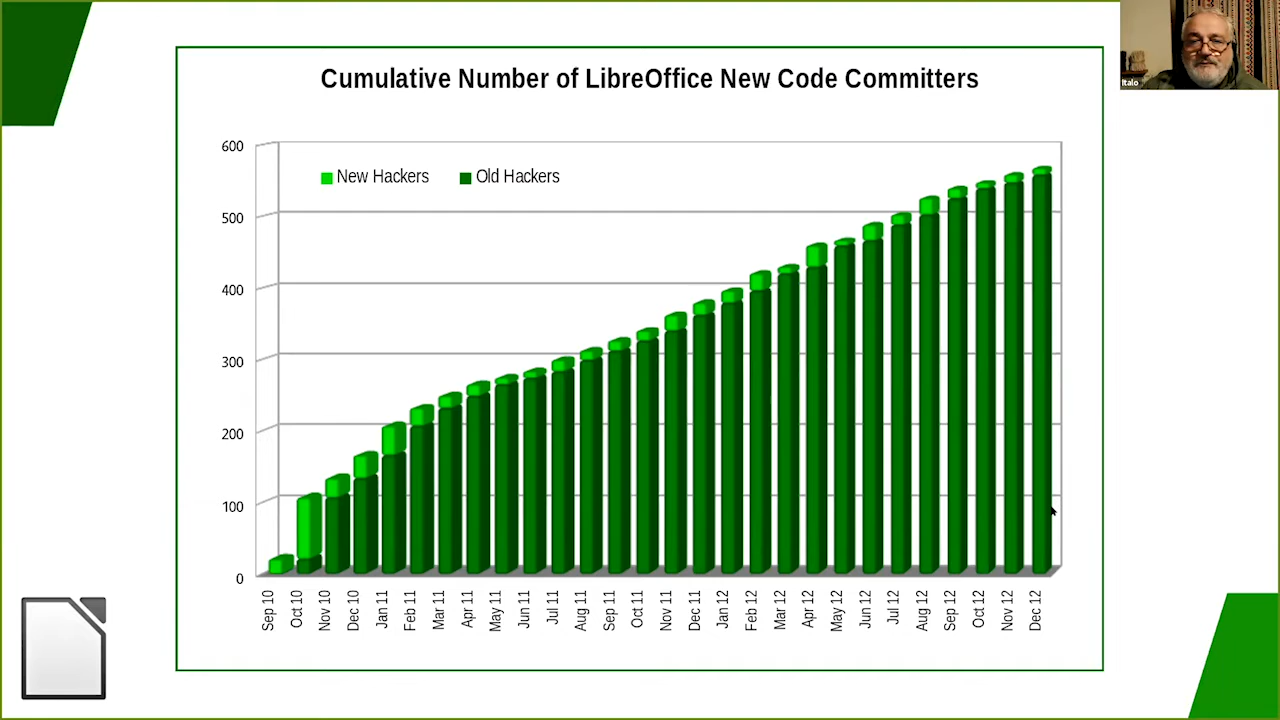 Cumulative Number of LibreOffice New Code Committers
New Hackers
Old Hackers
600
500
400
300
200
100
0
Sep 10
Oct 10
Nov 10
Dec 10
Jan 11
Feb 11
Mar 11
Apr 11
May 11
Jun 11
Jul 11
Aug 11
Sep 11
Oct 11
Nov 11
Dec 11
Jan 12
Feb 12
Mar 12
Apr 12
May 12
Jun 12
Jul 12
Aug 12
Sep 12
Oct 12
Nov 12
Dec 12
Italo